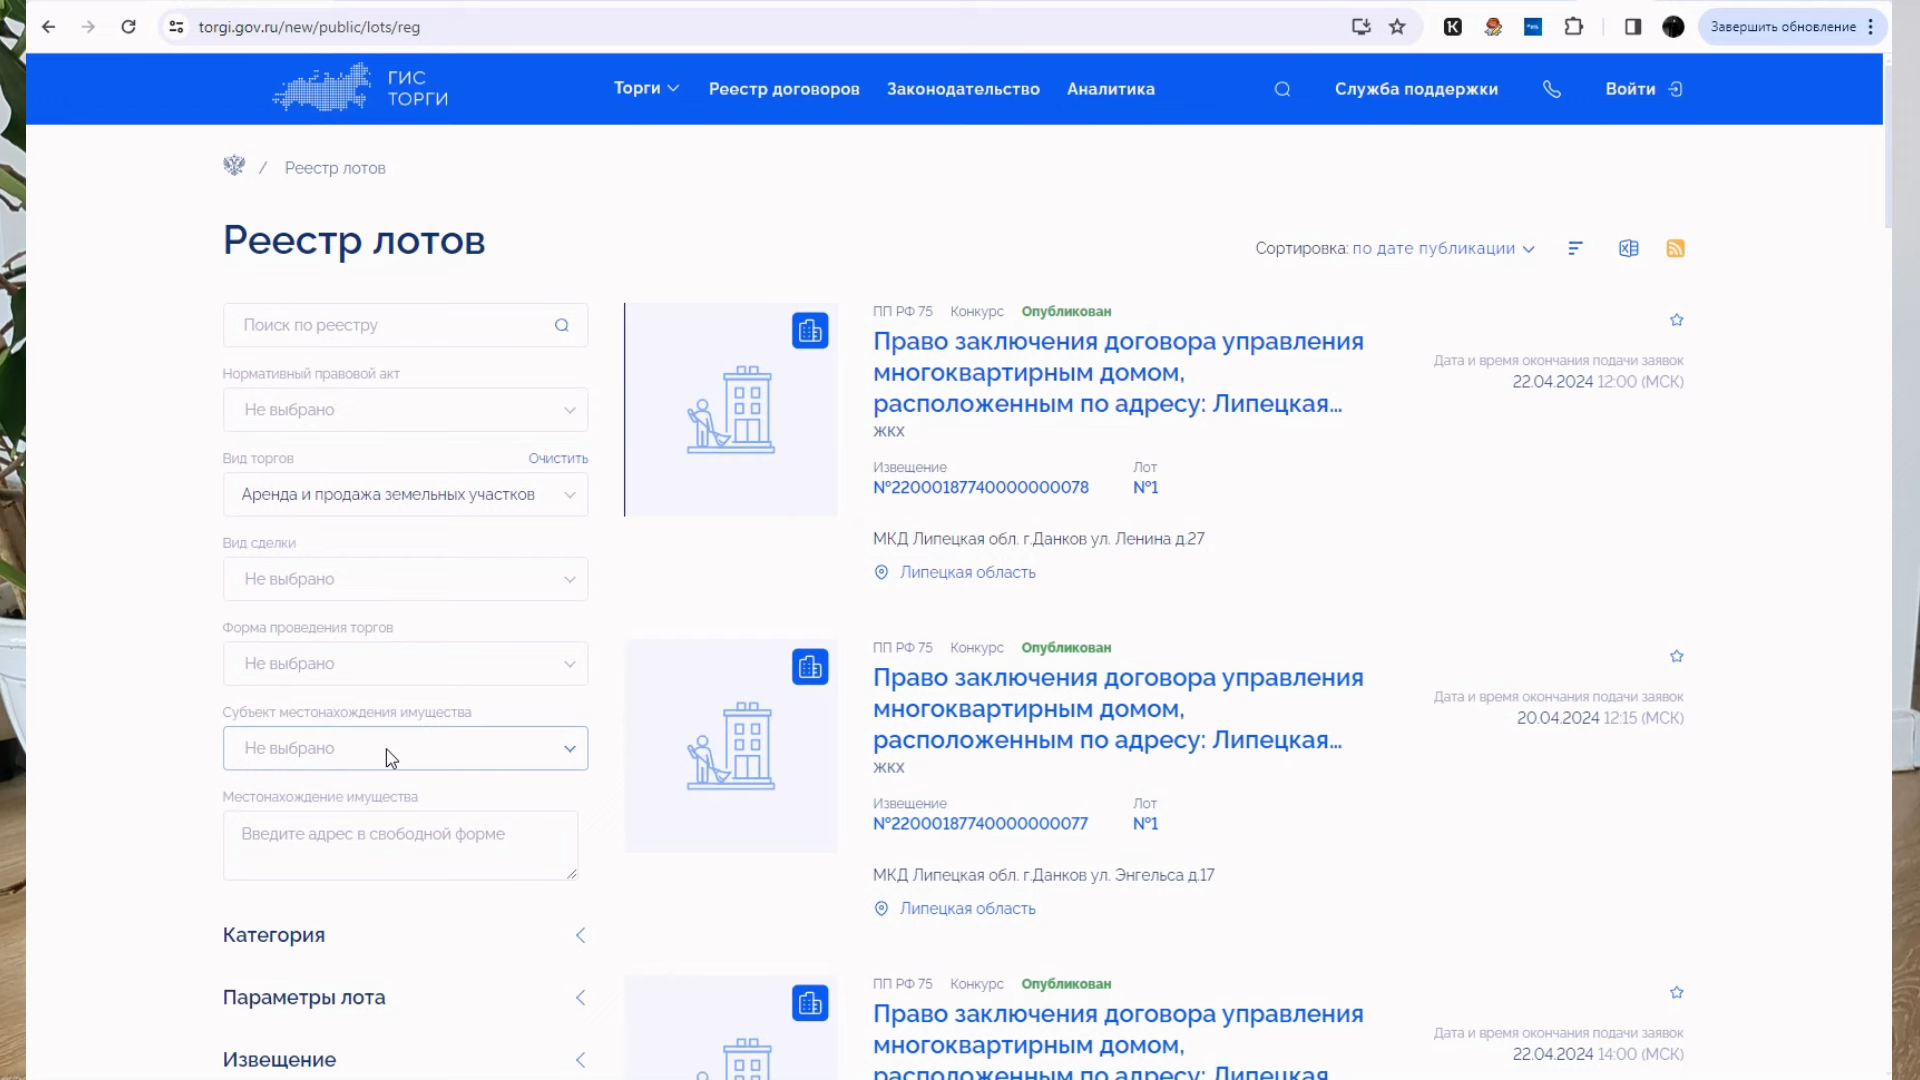 torgi.gov.ru/new/public/lots/reg
Завершить обновление
ГИС
ТОРГИ
Торги
Реестр договоров
Законодательство
Аналитика
Служба поддержки
Войти
/ Реестр лотов
Реестр лотов
Сортировка: по дате публикации
Поиск по реестру
Нормативный правовой акт
Не выбрано
Вид торгов
Очистить
Аренда и продажа земельных участков
Вид сделки
Не выбрано
Форма проведения торгов
Не выбрано
Субъект местонахождения имущества
Не выбрано
Местонахождение имущества
Введите адрес в свободной форме
Категория
Параметры лота
Извещение
ПП РФ 75 Конкурс Опубликован
Право заключения договора управления
многоквартирным домом,
расположенным по адресу: Липецкая...
ЖКХ
Дата и время окончания подачи заявок
22.04.2024 12:00 (МСК)
Извещение
№22000187740000000078
Лот
№1
МКД Липецкая обл. г.Данков ул. Ленина д.27
Липецкая область
ПП РФ 75 Конкурс Опубликован
Право заключения договора управления
многоквартирным домом,
расположенным по адресу: Липецкая...
ЖКХ
Дата и время окончания подачи заявок
20.04.2024 12:15 (МСК)
Извещение
№22000187740000000077
Лот
№1
МКД Липецкая обл. г.Данков ул. Энгельса д.17
Липецкая область
ПП РФ 75 Конкурс Опубликован
Право заключения договора управления
многоквартирным домом,
расположенным по адресу: Липецкая
Дата и время окончания подачи заявок
22.04.2024 14:00 (МСК)